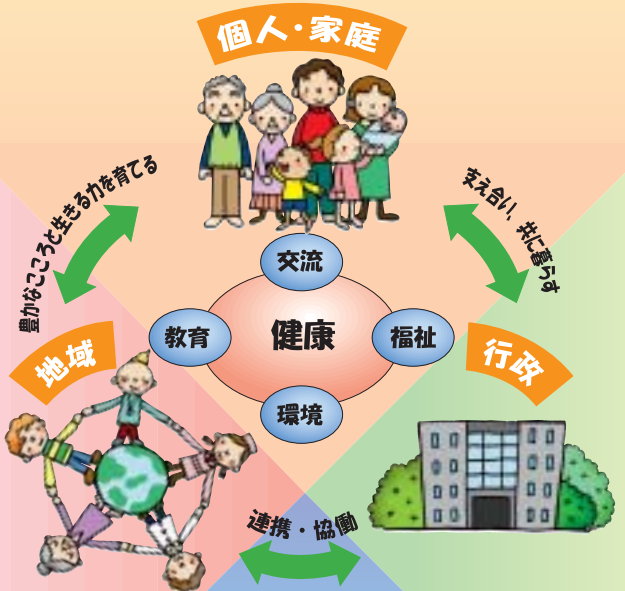 個人・家庭
豊かなこころと生きる力を育てる
支え合い、共に暮らす
交流
教育
健康
福祉
環境
地域
行政
連携・協働